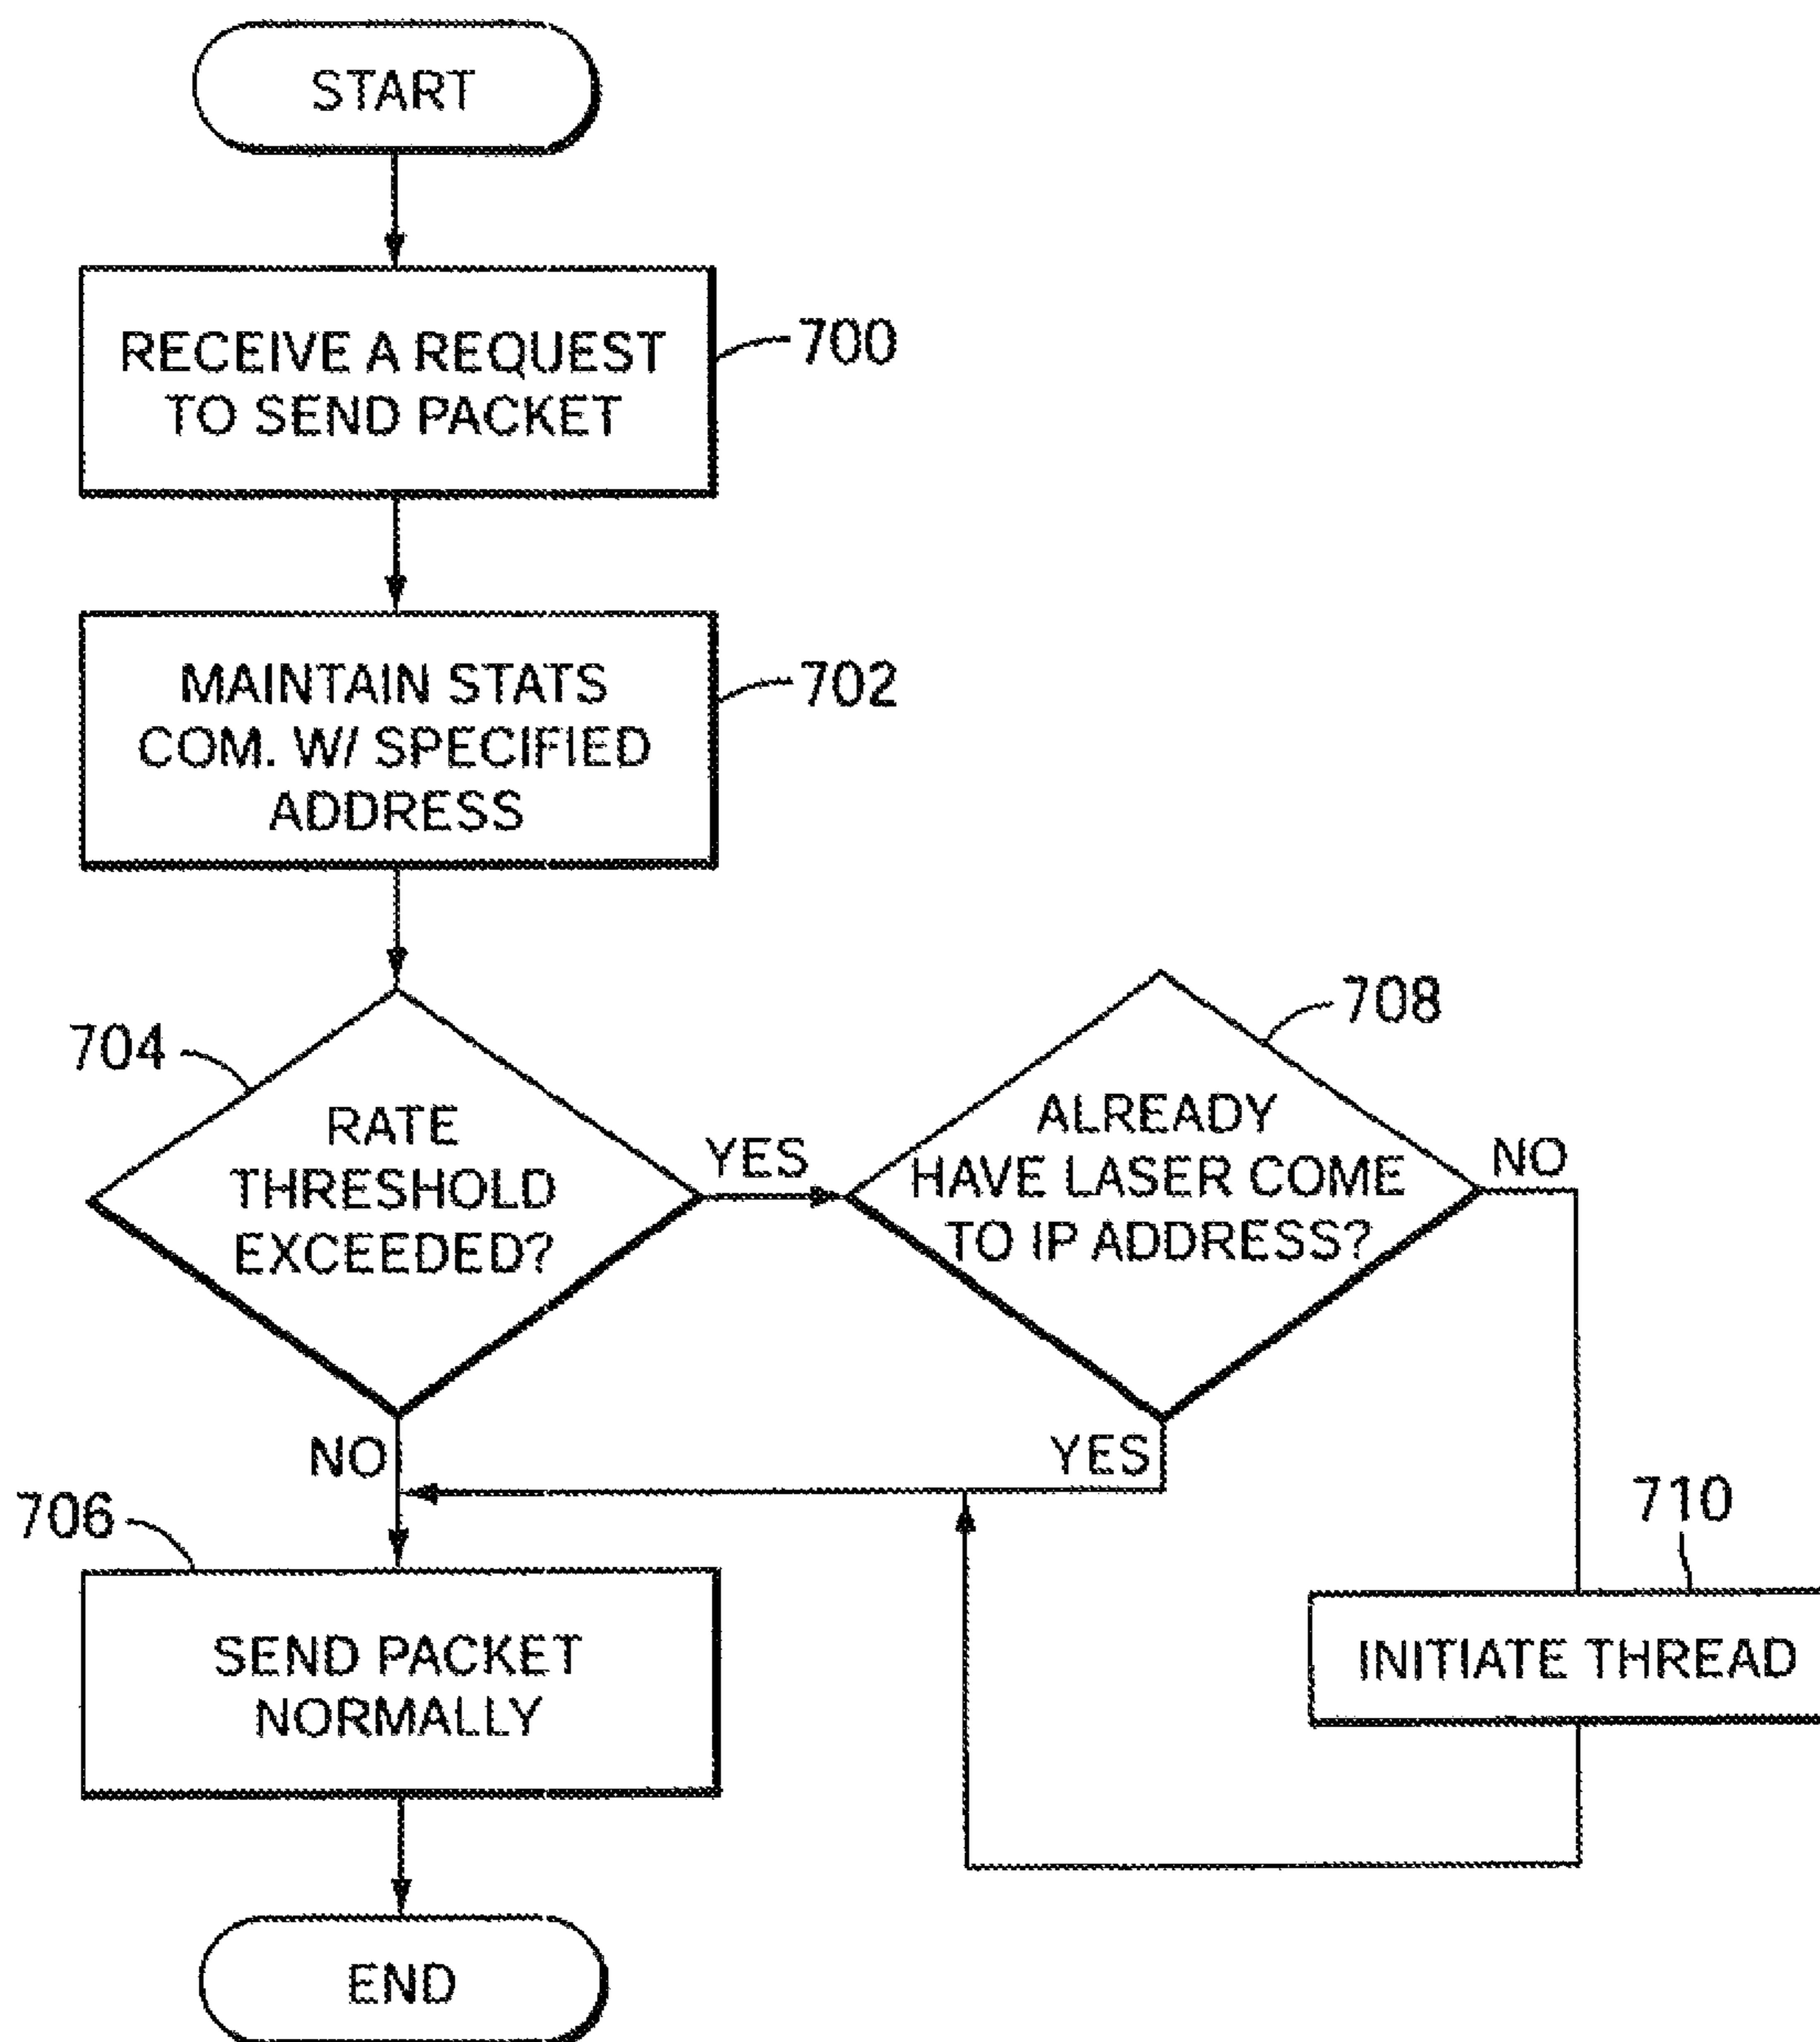 START
RECEIVE A REQUEST
TO SEND PACKET
700
MAINTAIN STATS
COM. W/ SPECIFIED
ADDRESS
702
704
RATE
THRESHOLD
EXCEEDED?
YES
708
ALREADY
HAVE LASER COME
TO IP ADDRESS?
NO
NO
YES
706
SEND PACKET
NORMALLY
710
INITIATE THREAD
END